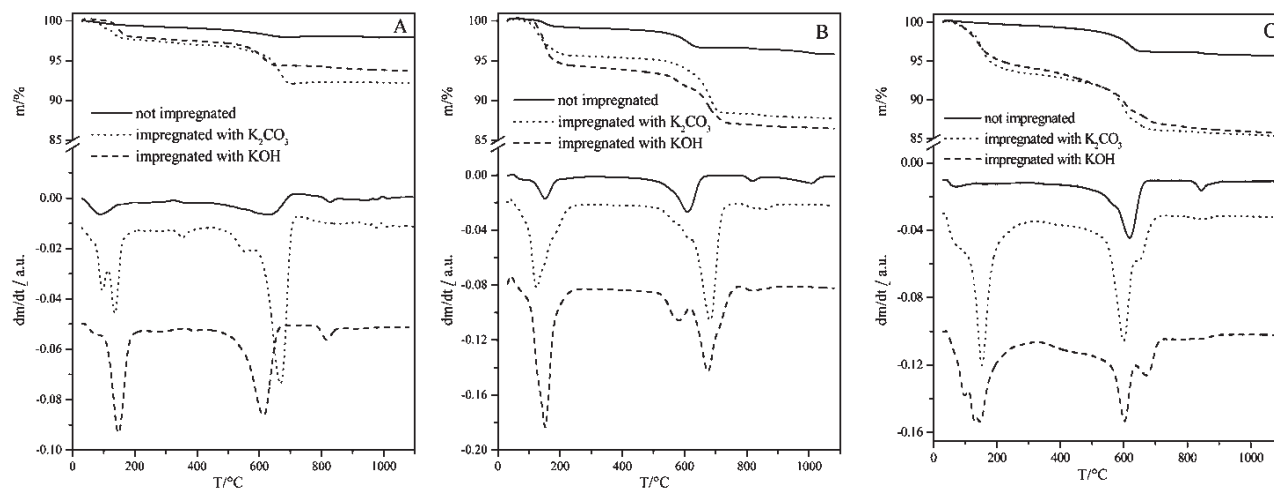 A
100
95
90
85
m/%
not impregnated
impregnated with K₂CO₃
impregnated with KOH
0.00
-0.02
-0.04
-0.06
-0.08
-0.10
dm/dt / a.u.
0 200 400 600 800 1000
T/°C
B
100
95
90
85
m/%
not impregnated
impregnated with K₂CO₃
impregnated with KOH
0.00
-0.04
-0.08
-0.12
-0.16
-0.20
dm/dt / a.u.
0 200 400 600 800 1000
T/°C
C
100
95
90
85
m/%
not impregnated
impregnated with K₂CO₃
impregnated with KOH
0.00
-0.04
-0.08
-0.12
-0.16
dm/dt / a.u.
0 200 400 600 800 1000
T/°C